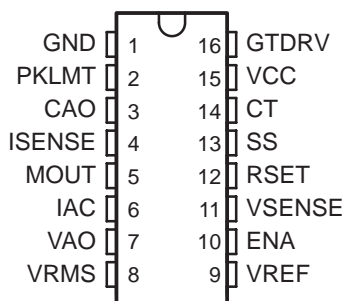 GND 1 16 GTDRV
PKLMT 2 15 VCC
CAO 3 14 CT
ISENSE 4 13 SS
MOUT 5 12 RSET
IAC 6 11 VSENSE
VAO 7 10 ENA
VRMS 8 9 VREF